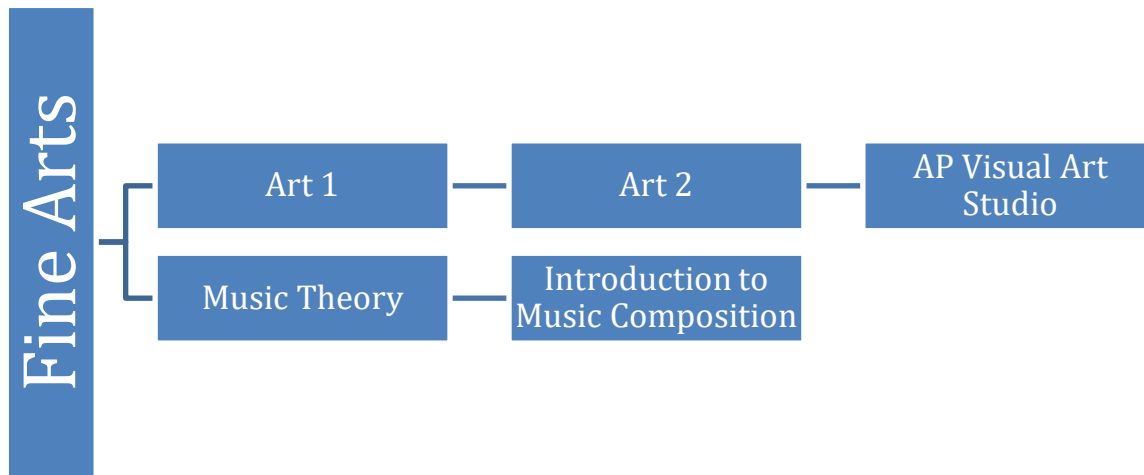 Fine Arts
Art 1
Art 2
AP Visual Art
Studio
Music Theory
Introduction to
Music Composition